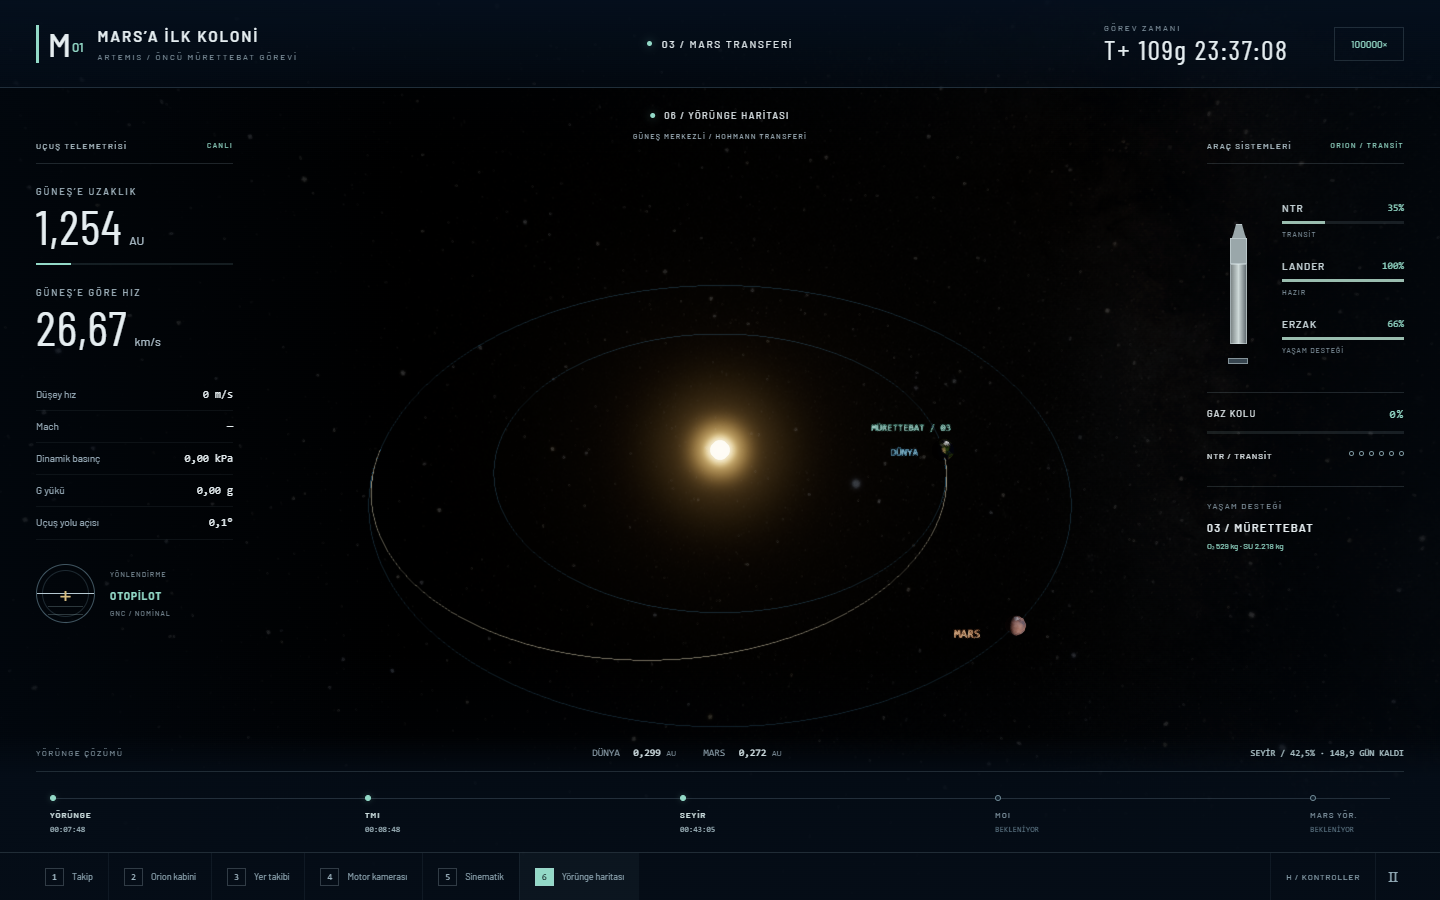 M01
MARS'A İLK KOLONİ
ARTEMIS / ÖNCÜ MÜRETTEBAT GÖREVİ
03 / MARS TRANSFERİ
GÖREV ZAMANI
T+ 109g 23:37:08
100000×
06 / YÖRÜNGE HARİTASI
GÜNEŞ MERKEZLİ / HOHMANN TRANSFERİ
UÇUŞ TELEMETRİSİ
CANLI
GÜNEŞ'E UZAKLIK
1,254 AU
GÜNEŞ'E GÖRE HIZ
26,67 km/s
Düşey hız 0 m/s
Mach —
Dinamik basınç 0,00 kPa
G yükü 0,00 g
Uçuş yolu açısı 0,1°
YÖNLENDİRME
OTOPİLOT
GNC / NOMİNAL
MÜRETTEBAT / 03
DÜNYA
MARS
ARAÇ SİSTEMLERİ
ORION / TRANSİT
NTR 35%
TRANSİT
LANDER 100%
HAZIR
ERZAK 66%
YAŞAM DESTEĞİ
GAZ KOLU 0%
NTR / TRANSIT
YAŞAM DESTEĞİ
03 / MÜRETTEBAT
O₂ 529 kg · SU 2.218 kg
YÖRÜNGE ÇÖZÜMÜ
DÜNYA 0,299 AU MARS 0,272 AU
SEYİR / 42,5% · 148,9 GÜN KALDI
YÖRÜNGE
00:07:48
TMI
00:08:48
SEYİR
00:43:05
MOI
BEKLENİYOR
MARS YÖR.
BEKLENİYOR
1 Takip
2 Orion kabini
3 Yer takibi
4 Motor kamerası
5 Sinematik
6 Yörünge haritası
H / KONTROLLER